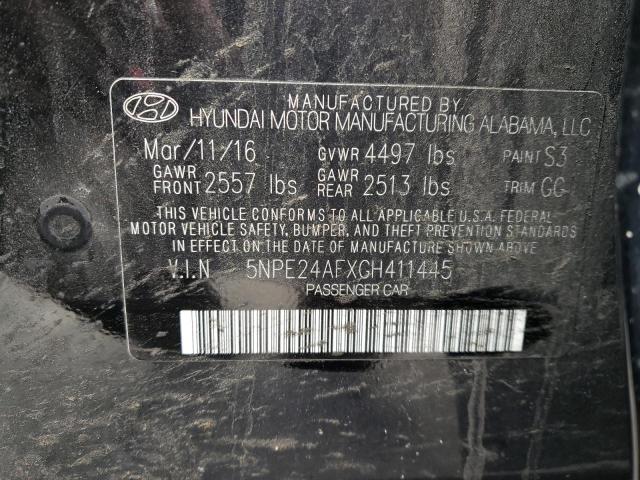 MANUFACTURED BY
HYUNDAI MOTOR MANUFACTURING ALABAMA, LLC
Mar/11/16 GVWR 4497 lbs PAINT S3
GAWR FRONT 2557 lbs GAWR REAR 2513 lbs TRIM GG
THIS VEHICLE CONFORMS TO ALL APPLICABLE U.S.A. FEDERAL
MOTOR VEHICLE SAFETY, BUMPER, AND THEFT PREVENTION STANDARDS
IN EFFECT ON THE DATE OF MANUFACTURE SHOWN ABOVE.
V.I.N 5NPE24AFXGH411445
PASSENGER CAR